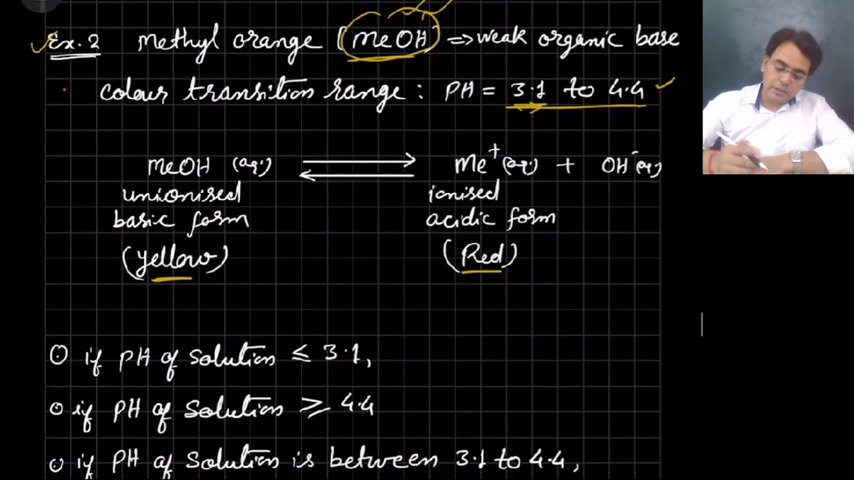 Ex. 2 Methyl orange (MeOH) ⇒ weak organic base
colour transition range : PH = 3.1 to 4.4
MeOH (aq.) ⇌ Me⁺(aq.) + OH⁻(aq.)
unionised ionised
basic form acidic form
(yellow) (Red)
⊙ if PH of solution ≤ 3.1,
⊙ if PH of solution ≥ 4.4
⊙ if PH of solution is between 3.1 to 4.4,